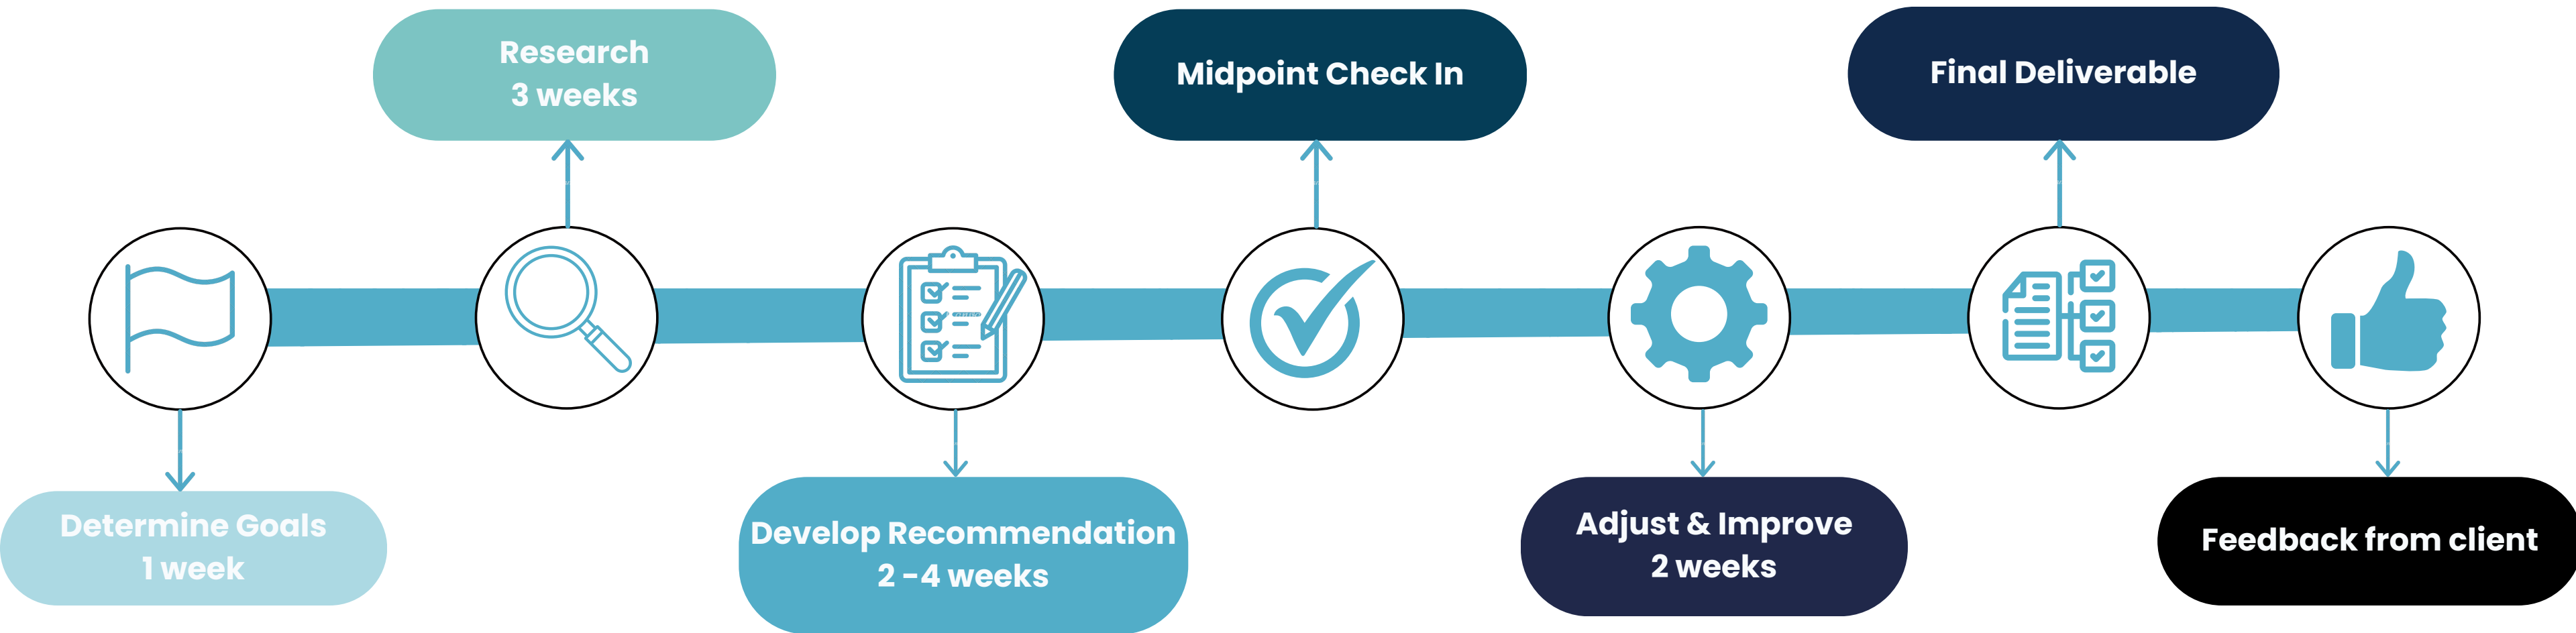 Research
3 weeks
Midpoint Check In
Final Deliverable
Determine Goals
1 week
Develop Recommendation
2 -4 weeks
Adjust & Improve
2 weeks
Feedback from client